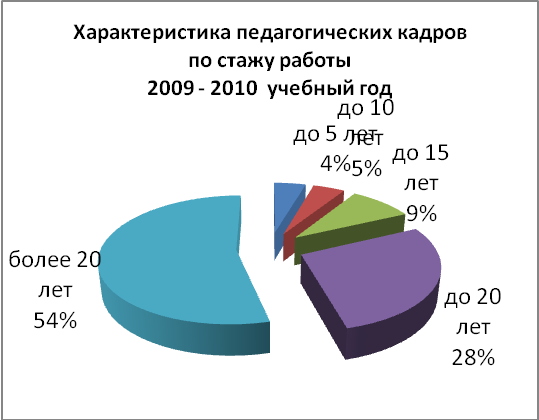 Характеристика педагогических кадров
по стажу работы
2009 - 2010 учебный год
до 5 лет
4%
до 10
лет
5%
до 15
лет
9%
до 20
лет
28%
более 20
лет
54%